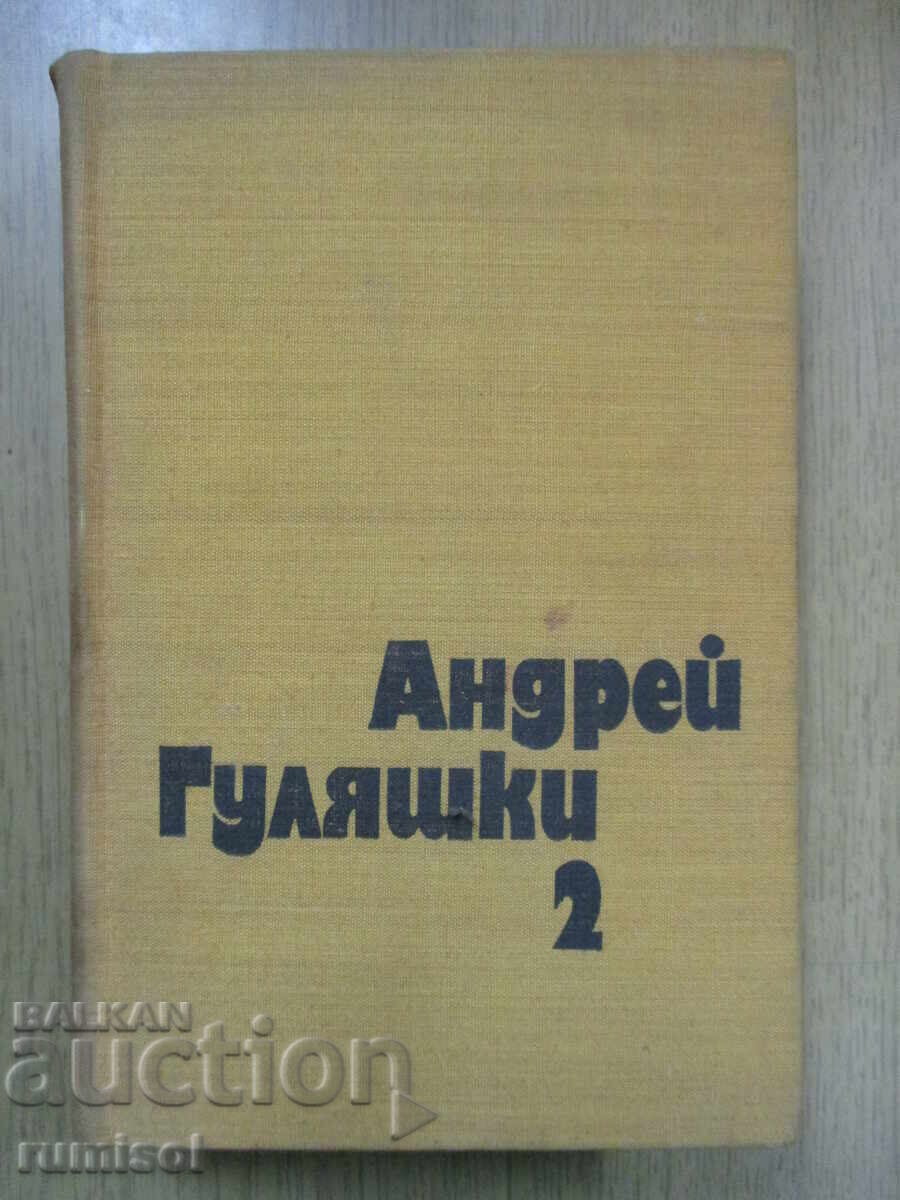 Андрей
Гуляшки
2
BALKAN
auction
rumisol